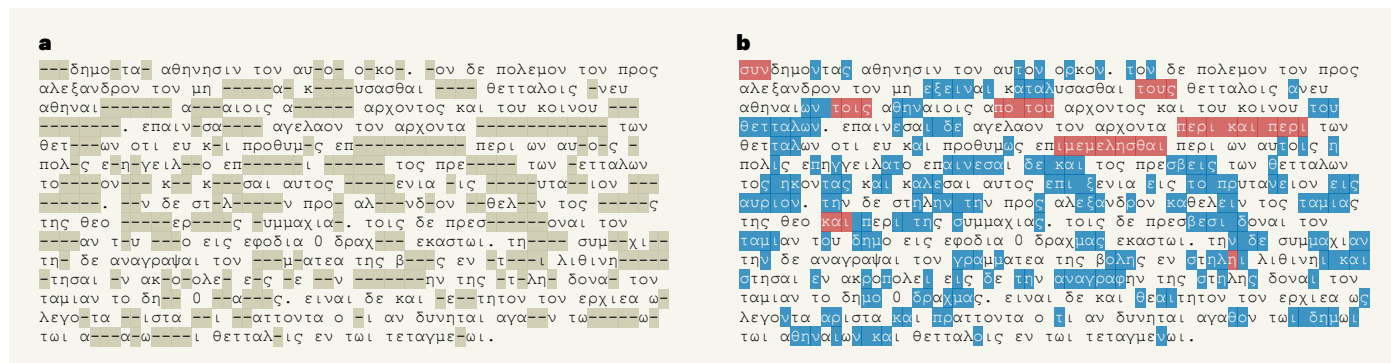 a
---δημο-τα- αθηνησιν τον αυ-ο- ο-κο-. -ον δε πολεμον τον προς
αλεξανδρον τον μη -----α- κ----υσασθαι ---- θετταλοις -νευ
αθηναι------- α---αιοις α------ αρχοντος και του κοινου ---
--------. επαιν-σα---- αγελαον τον αρχοντα ------------- των
θετ---ων οτι ευ κ-ι προθυμ-ς επ----------- περι ων αυ-ο-ς -
πολ-ς ε-η-γειλ--ο επ------ι ------ τος πρε----- των -ετταλων
το----ον--- κ-- κ---σαι αυτος -----ενια -ις -----υτα--ιον ---
------. --ν δε στ-λ-----ν προ- αλ---νδ-ον --θελ--ν τος -----ς
της θεο -----ερ----ς -υμμαχια-. τοις δε πρεσ------οναι τον
----αν τ-υ ---ο εις εφοδια 0 δραχ--- εκαστωι. τη---- συμ--χι--
τη- δε αναγραψαι τον ---μ-ατεα της β---ς εν -τ---ι λιθινη-----
-τησαι -ν ακ-ο-ολε- ε-ς -ε --ν --------- της -τ-λη- δονα- τον
ταμιαν το δη-- 0 --α---ς. ειναι δε και -ε--τητον τον ερχιεα ω-
λεγο-τα --ιστα --ι --αττοντα ο -ι αν δυνηται αγα--ν τω-----ω-
τωι α---α-ω----ι θετταλ-ις εν τωι τεταγμε-ωι.
b
συνδημοντας αθηνησιν τον αυτον ορκον. τον δε πολεμον τον προς
αλεξανδρον τον μη εξειναι καταλυσασθαι τους θετταλοις ανευ
αθηναιων τοις αθηναιοις απο του αρχοντος και του κοινου του
θετταλων. επαινεσαι δε αγελαον τον αρχοντα περι και περι των
θετταλων οτι ευ και προθυμως επιμεμελησθαι περι ων αυτοις η
πολις επηγγειλατο επαινεσαι δε και τος πρεσβεις των θετταλων
τος ηκοντας και καλεσαι αυτος επι ξενια εις το πρυτανειον εις
αυριον. την δε στηλην την προς αλεξανδρον καθελειν τος ταμιας
της θεο και περι της συμμαχιας. τοις δε πρεσβεσι δοναι τον
ταμιαν του δημο εις εφοδια 0 δραχμας εκαστωι. την δε συμμαχιαν
την δε αναγραψαι τον γραμματεα της βολης εν στηληι λιθινηι και
στησαι εν ακροπολει εις δε την αναγραφην της στηλης δοναι τον
ταμιαν το δημο 0 δραχμας. ειναι δε και θεαιτητον τον ερχιεα ως
λεγοντα αριστα και πραττοντα ο τι αν δυνηται αγαθον τωι δημωι
τωι αθηναιων και θετταλοις εν τωι τεταγμενωι.